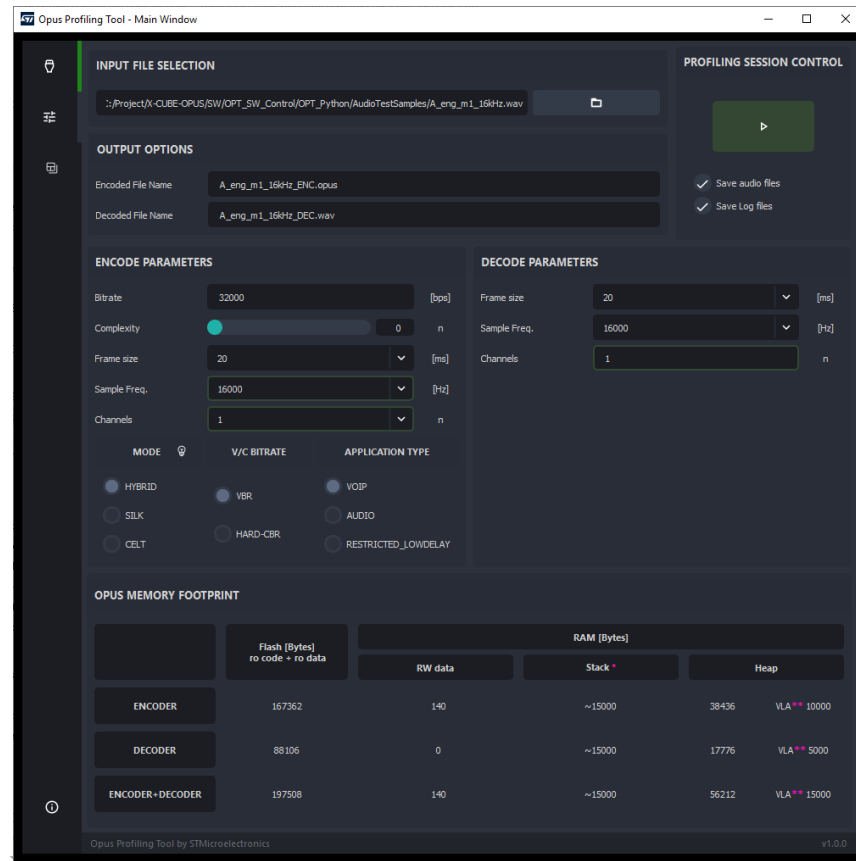 Opus Profiling Tool - Main Window
INPUT FILE SELECTION
:/Project/X-CUBE-OPUS/SW/OPT_SW_Control/OPT_Python/AudioTestSamples/A_eng_m1_16kHz.wav
PROFILING SESSION CONTROL
Save audio files
Save Log files
OUTPUT OPTIONS
Encoded File Name A_eng_m1_16kHz_ENC.opus
Decoded File Name A_eng_m1_16kHz_DEC.wav
ENCODE PARAMETERS
Bitrate 32000 [bps]
Complexity 0 n
Frame size 20 [ms]
Sample Freq. 16000 [Hz]
Channels 1 n
MODE V/C BITRATE APPLICATION TYPE
HYBRID VBR VOIP
SILK HARD-CBR AUDIO
CELT RESTRICTED_LOWDELAY
DECODE PARAMETERS
Frame size 20 [ms]
Sample Freq. 16000 [Hz]
Channels 1 n
OPUS MEMORY FOOTPRINT
Flash [Bytes]
ro code + ro data
RAM [Bytes]
RW data Stack * Heap
ENCODER 167362 140 ~15000 38436 VLA** 10000
DECODER 88106 0 ~15000 17776 VLA** 5000
ENCODER+DECODER 197508 140 ~15000 56212 VLA** 15000
Opus Profiling Tool by STMicroelectronics v1.0.0